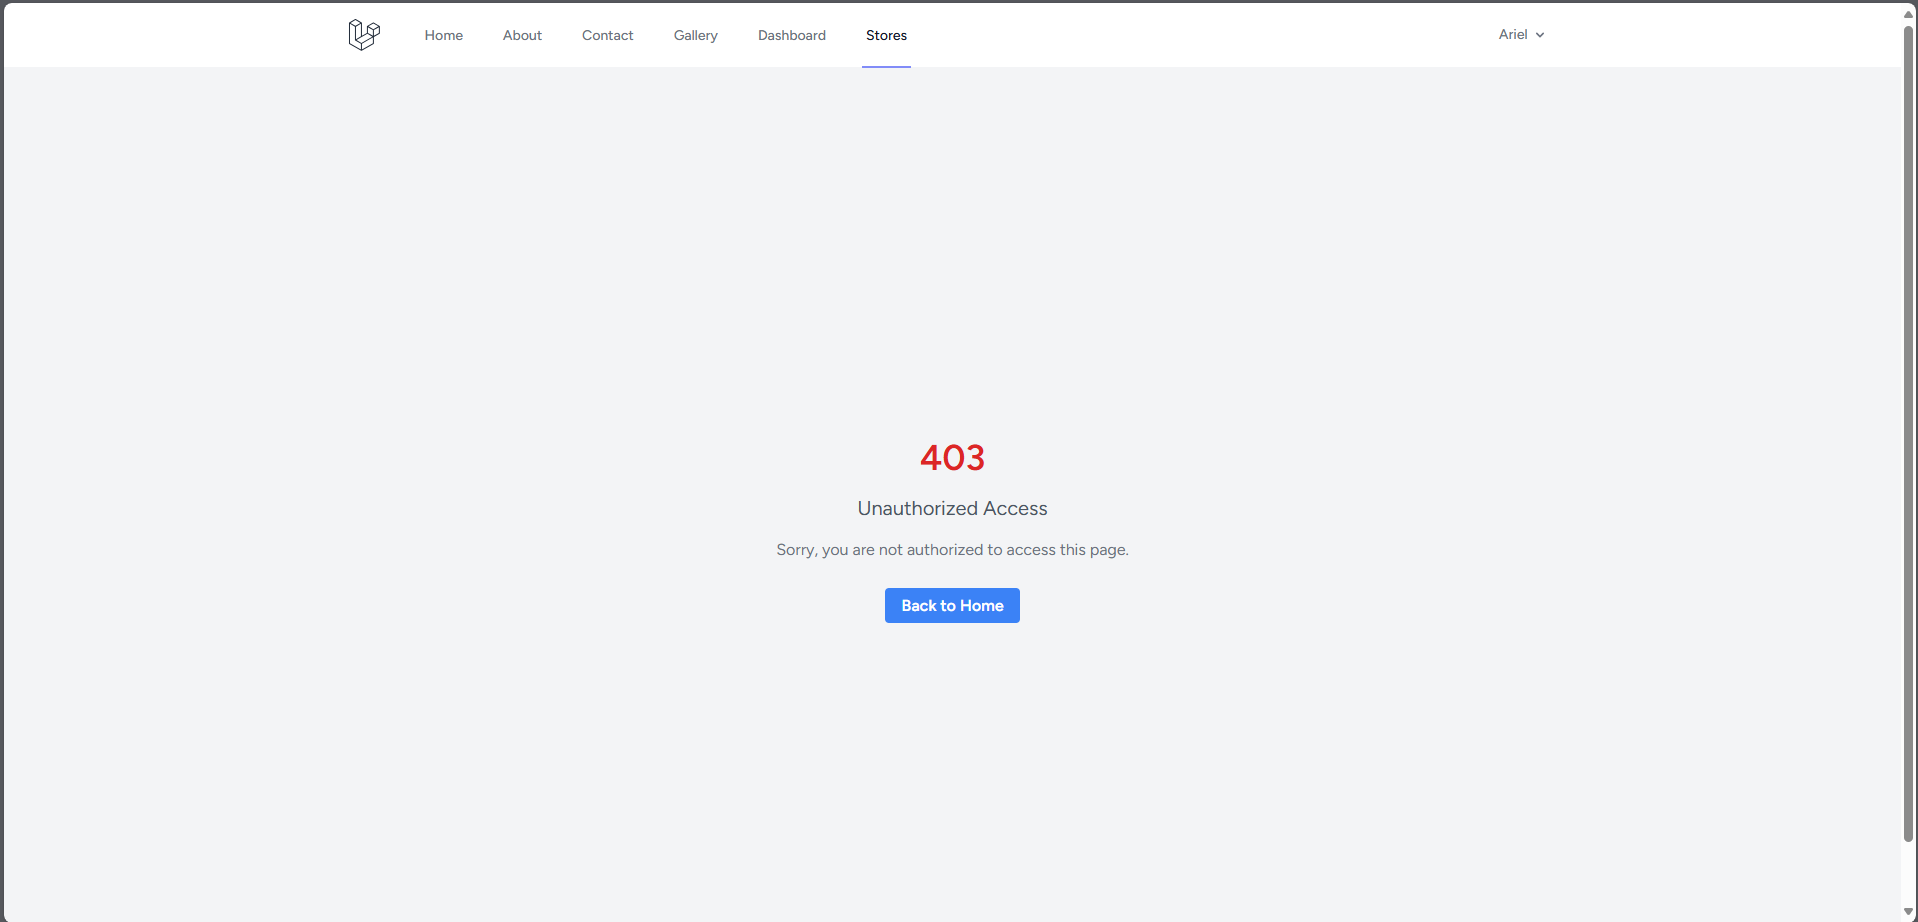 Home About Contact Gallery Dashboard Stores Ariel
403
Unauthorized Access
Sorry, you are not authorized to access this page.
Back to Home